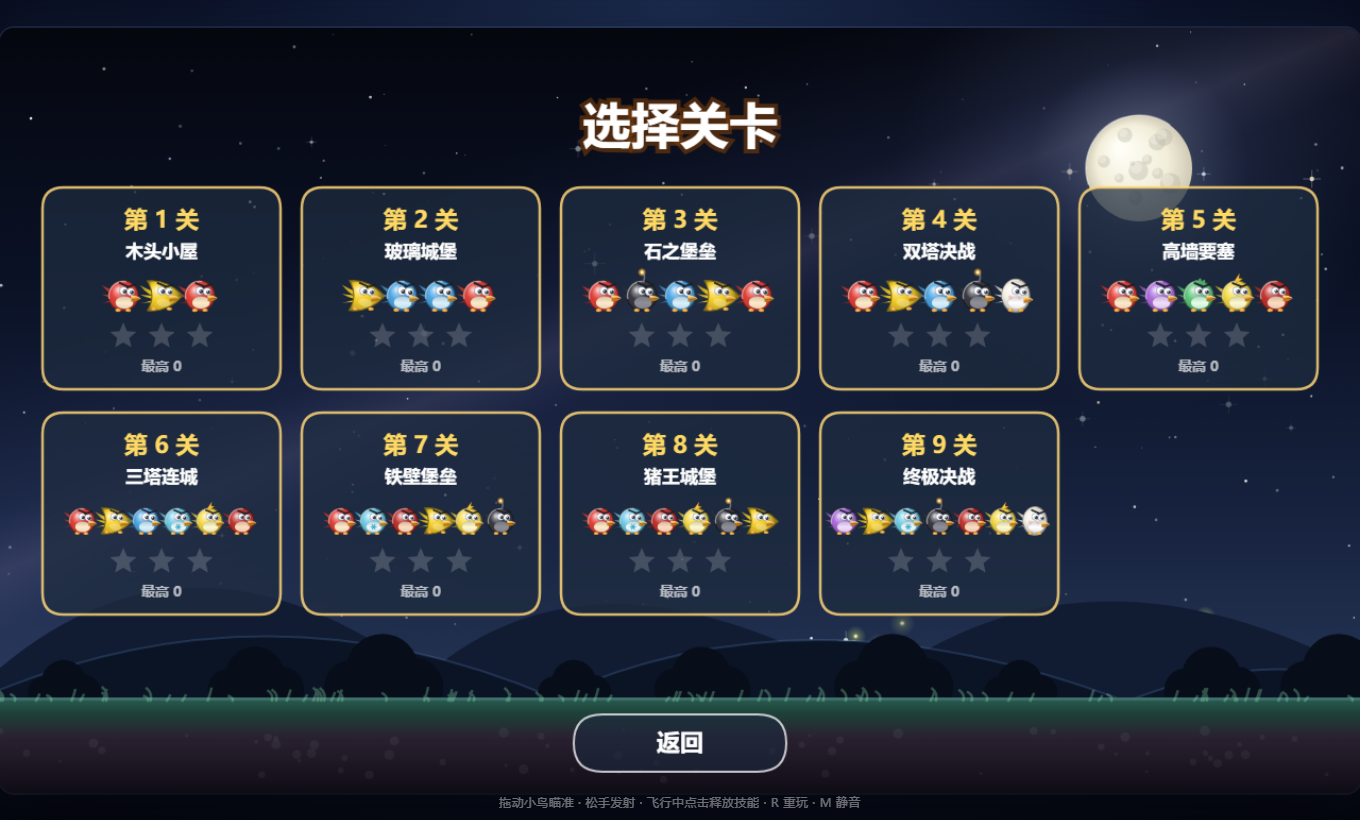 选择关卡
第 1 关
木头小屋
最高 0
第 2 关
玻璃城堡
最高 0
第 3 关
石之堡垒
最高 0
第 4 关
双塔决战
最高 0
第 5 关
高墙要塞
最高 0
第 6 关
三塔连城
最高 0
第 7 关
铁壁堡垒
最高 0
第 8 关
猪王城堡
最高 0
第 9 关
终极决战
最高 0
返回
拖动小鸟瞄准 · 松手发射 · 飞行中点击释放技能 · R 重玩 · M 静音